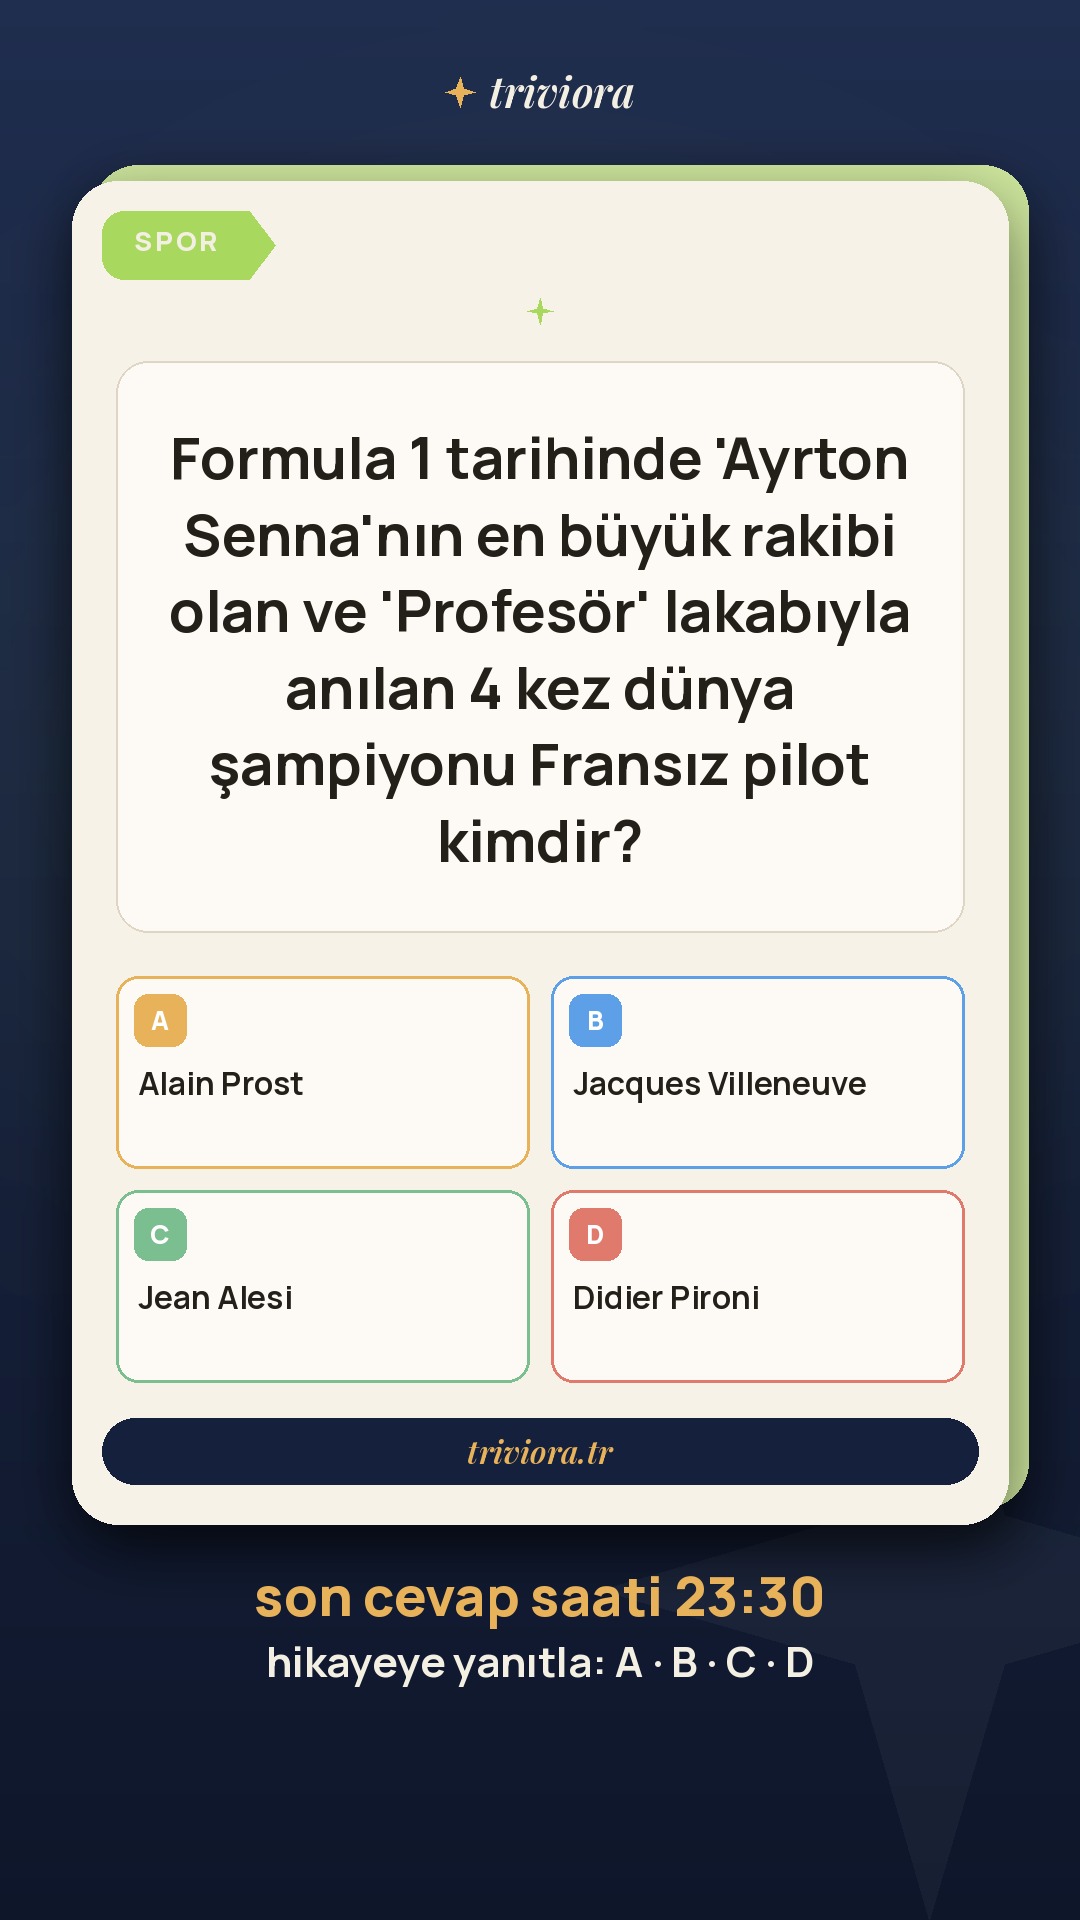 triviora
SPOR
Formula 1 tarihinde 'Ayrton
Senna'nın en büyük rakibi
olan ve 'Profesör' lakabıyla
anılan 4 kez dünya
şampiyonu Fransız pilot
kimdir?
A
Alain Prost
B
Jacques Villeneuve
C
Jean Alesi
D
Didier Pironi
triviora.tr
son cevap saati 23:30
hikayeye yanıtla: A · B · C · D